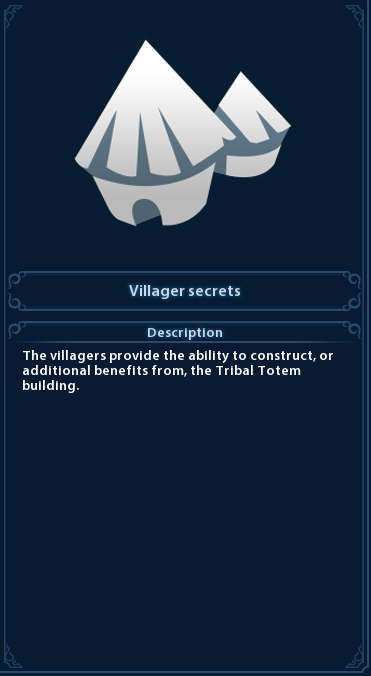 Villager secrets
Description
The villagers provide the ability to construct, or
additional benefits from, the Tribal Totem
building.